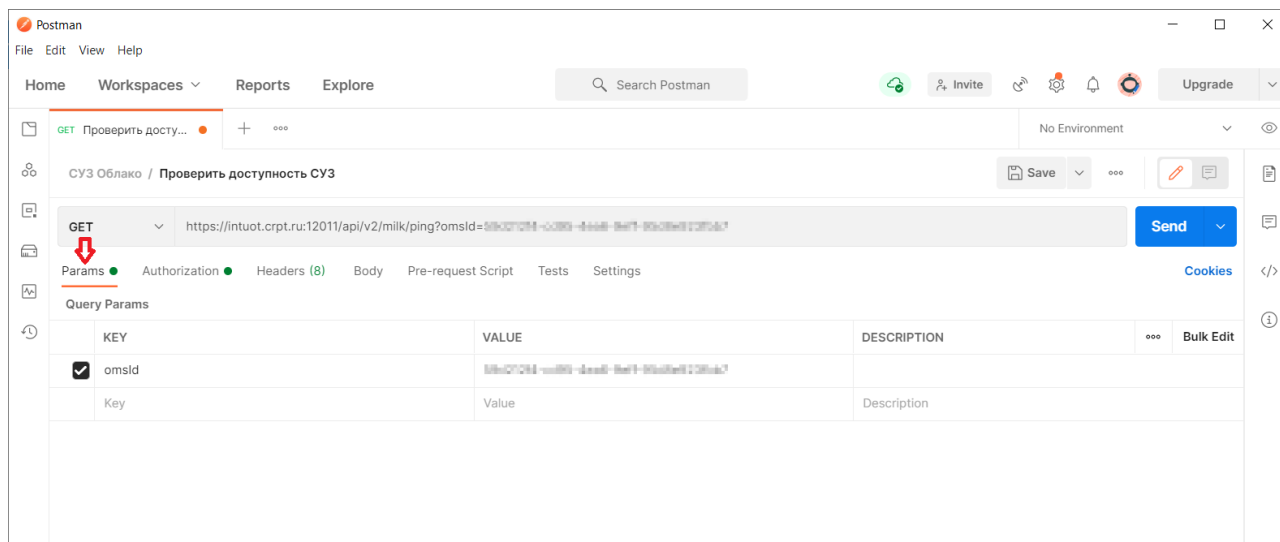 Postman
File Edit View Help
Home Workspaces Reports Explore Search Postman Invite Upgrade
GET Проверить досту... No Environment
СУЗ Облако / Проверить доступность СУЗ Save
GET https://intuot.crpt.ru:12011/api/v2/milk/ping?omsId= Send
Params Authorization Headers (8) Body Pre-request Script Tests Settings Cookies
Query Params
KEY VALUE DESCRIPTION Bulk Edit
omsId
Key Value Description